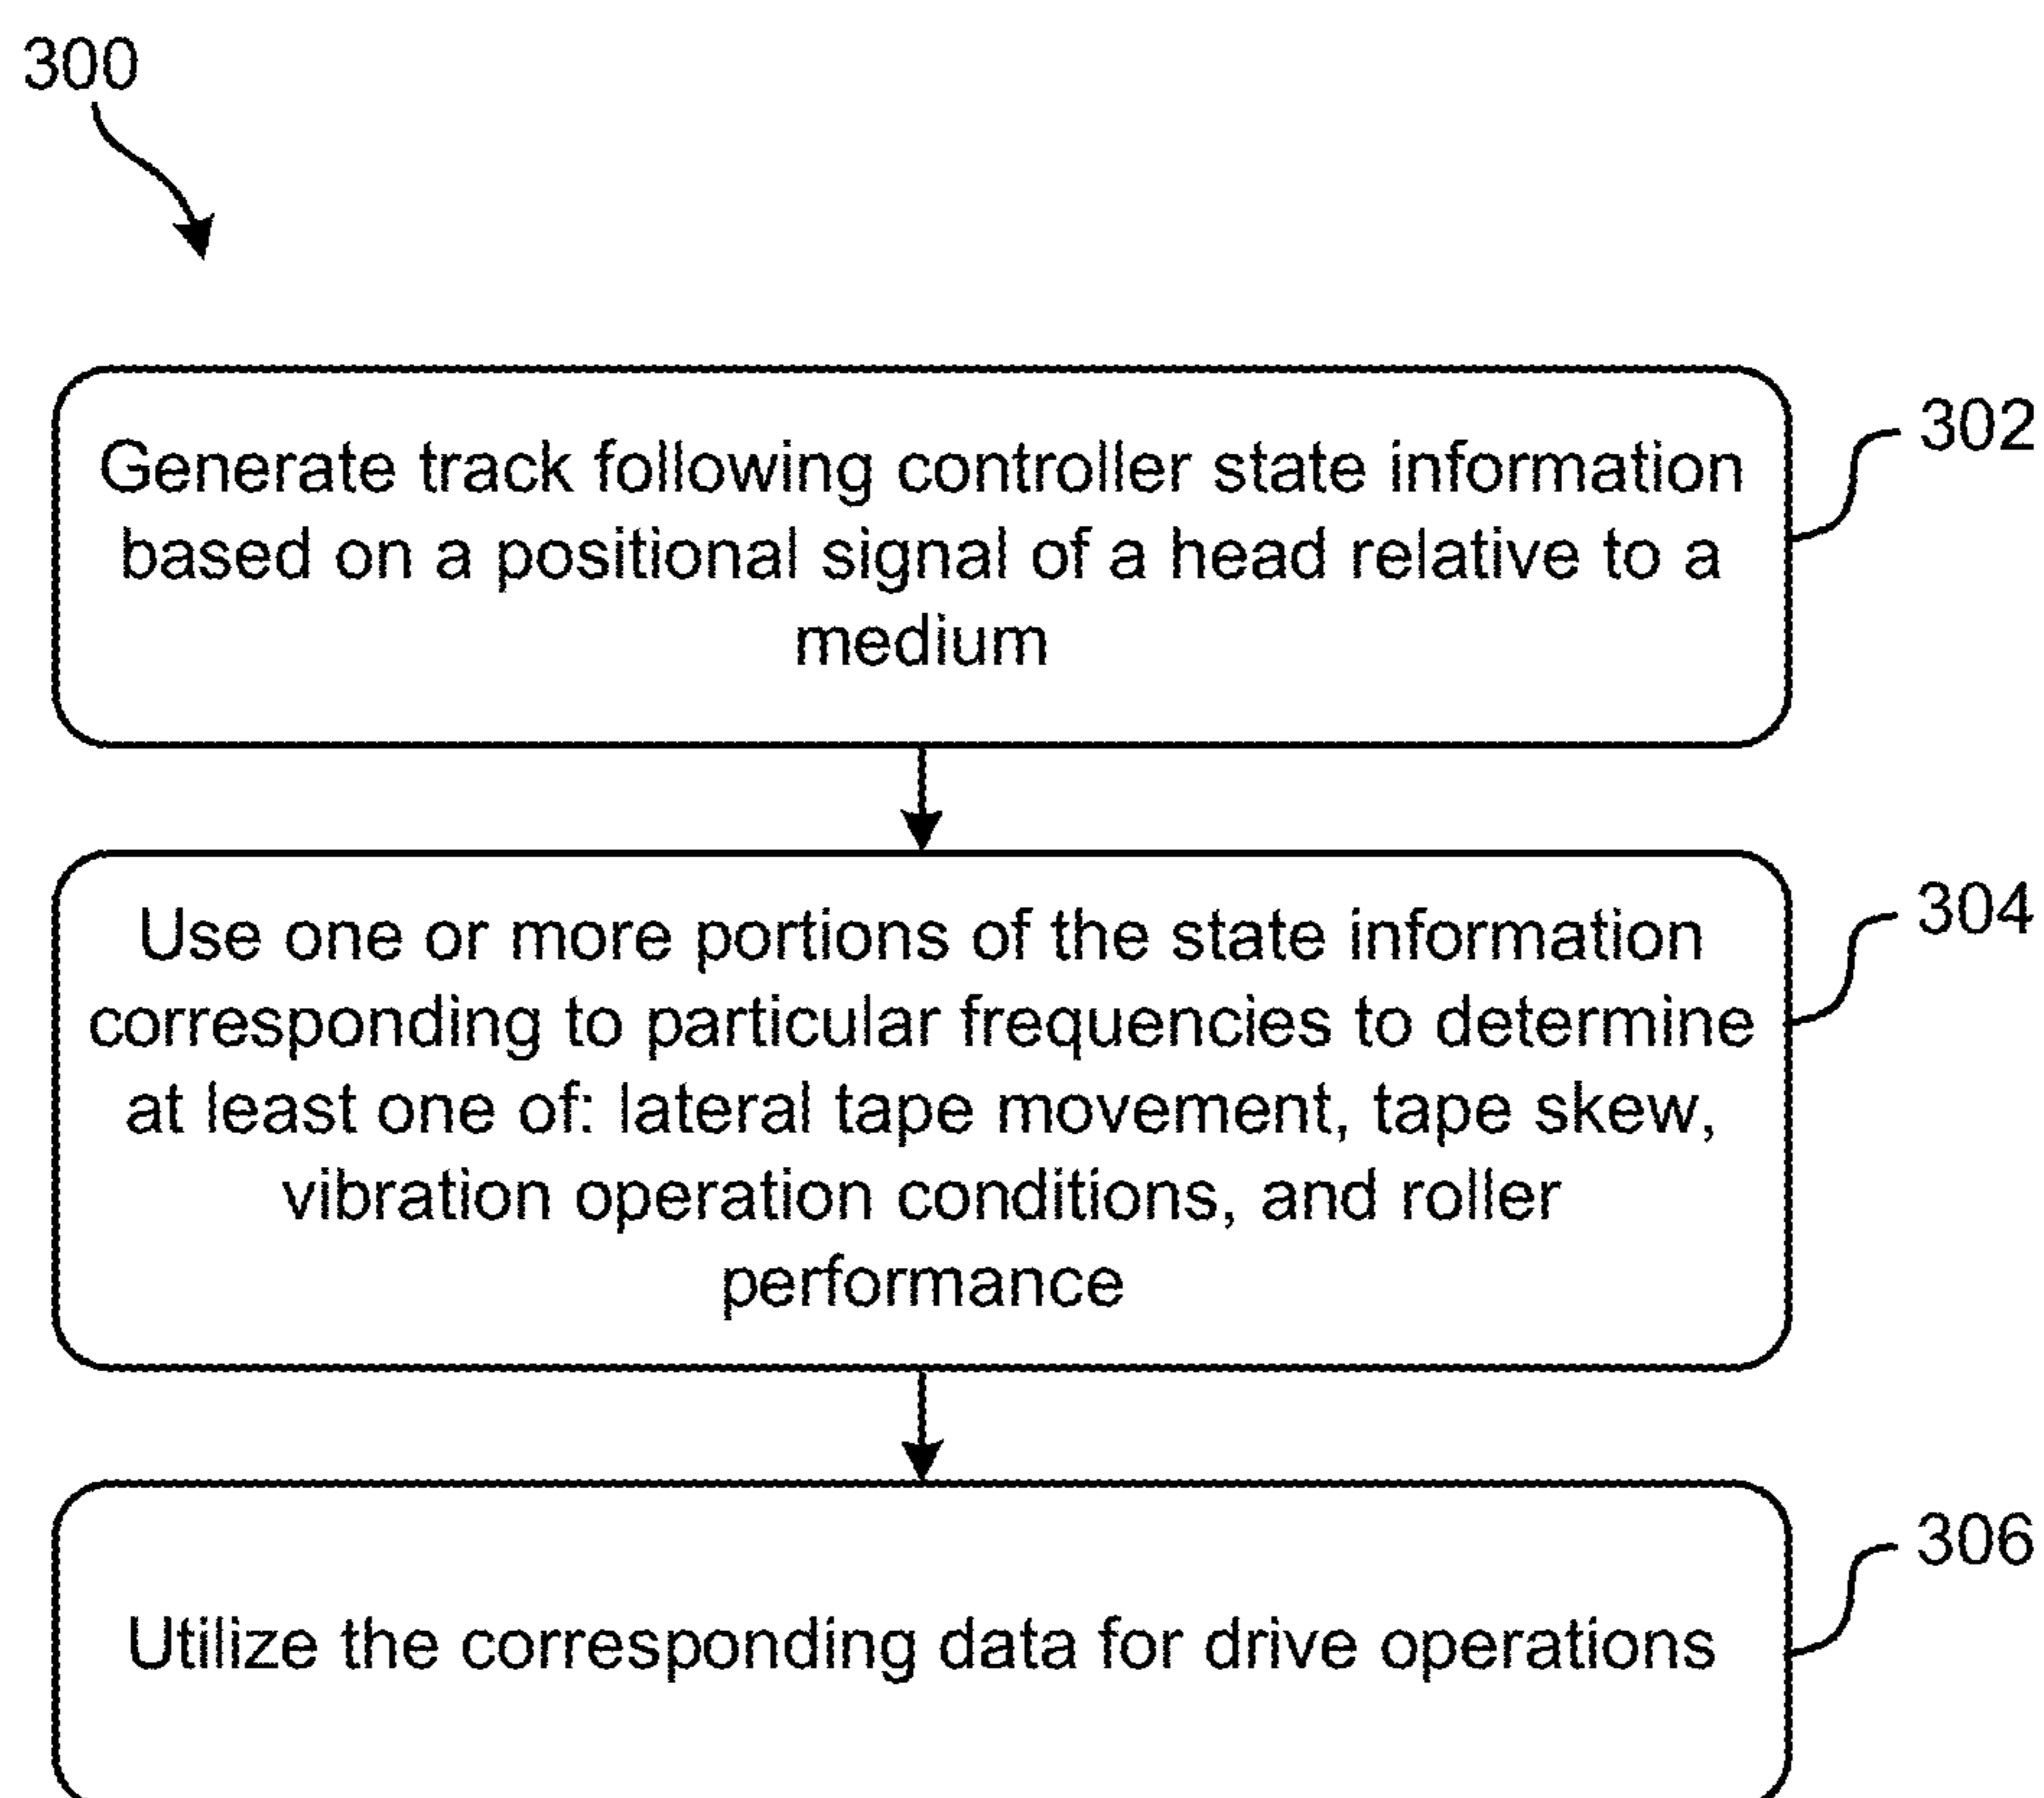 300
302
Generate track following controller state information
based on a positional signal of a head relative to a
medium
304
Use one or more portions of the state information
corresponding to particular frequencies to determine
at least one of: lateral tape movement, tape skew,
vibration operation conditions, and roller
performance
306
Utilize the corresponding data for drive operations